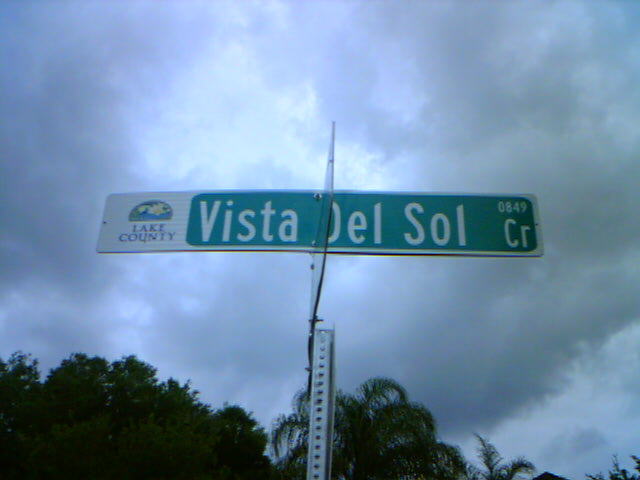 LAKE
COUNTY
Vista Del Sol
0849
Cr